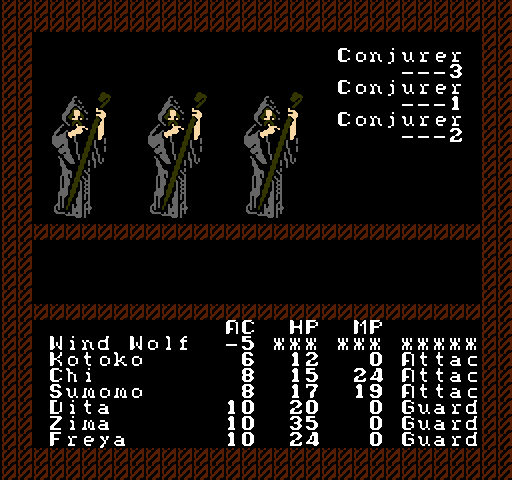 Conjurer
---3
Conjurer
---1
Conjurer
---2
AC HP MP
Wind Wolf -5 *** *** *****
Kotoko 6 12 0 Attac
Chi 8 15 24 Attac
Sumomo 8 17 19 Attac
Dita 10 20 0 Guard
Zima 10 35 0 Guard
Freya 10 24 0 Guard